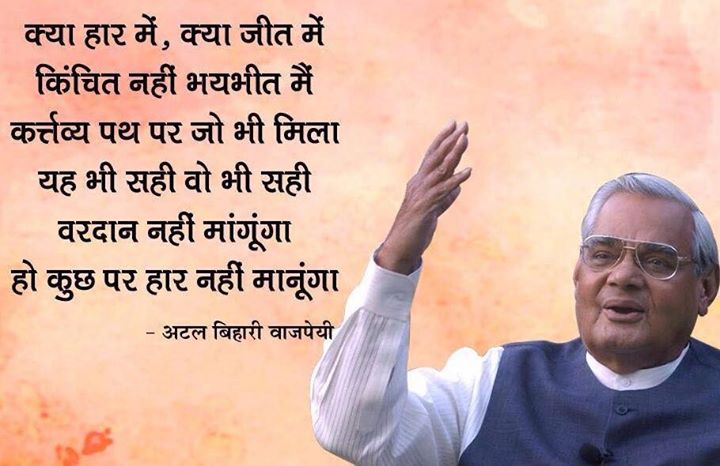 क्या हार में, क्या जीत में
किंचित नहीं भयभीत मैं
कर्त्तव्य पथ पर जो भी मिला
यह भी सही वो भी सही
वरदान नहीं मांगूंगा
हो कुछ पर हार नहीं मानूंगा
- अटल बिहारी वाजपेयी